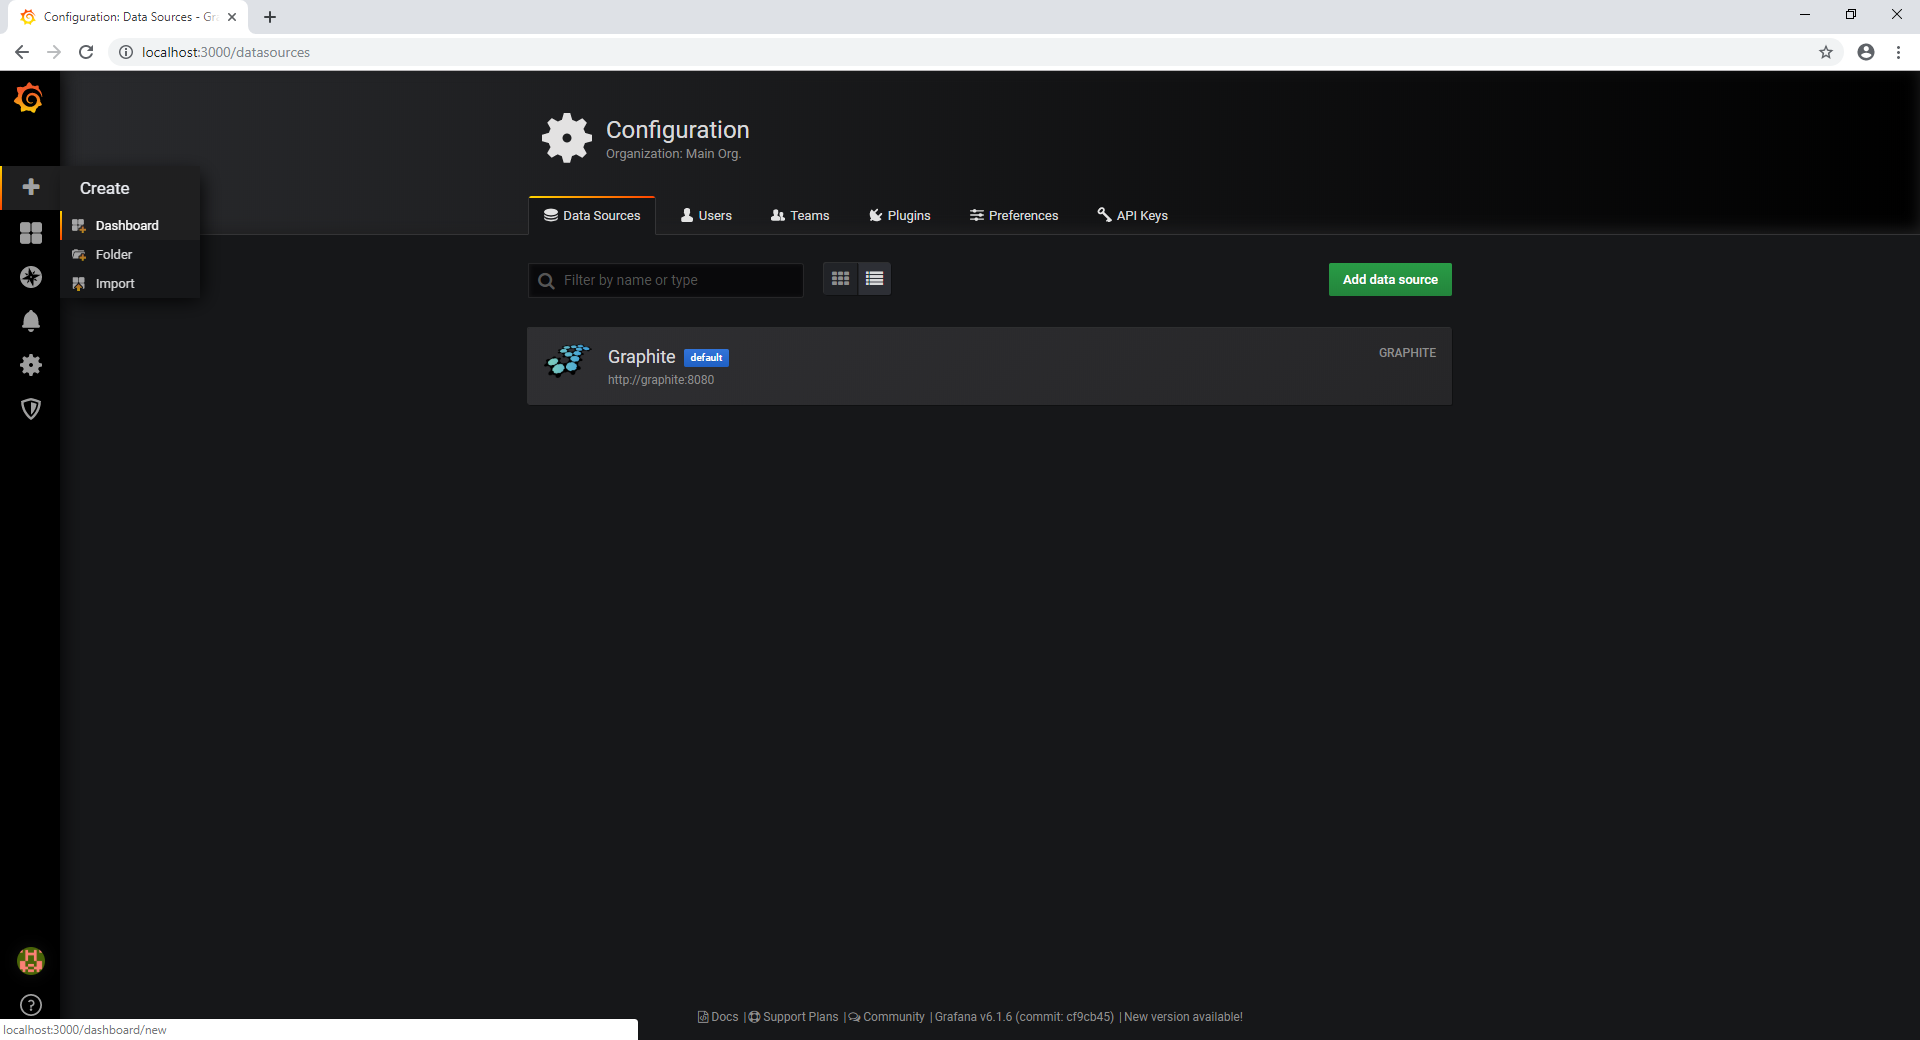 Configuration: Data Sources - Gr
localhost:3000/datasources
Configuration
Organization: Main Org.
Create
Dashboard
Folder
Import
Data Sources
Users
Teams
Plugins
Preferences
API Keys
Filter by name or type
Add data source
Graphite default
http://graphite:8080
GRAPHITE
Docs | Support Plans | Community | Grafana v6.1.6 (commit: cf9cb45) | New version available!
?
localhost:3000/dashboard/new